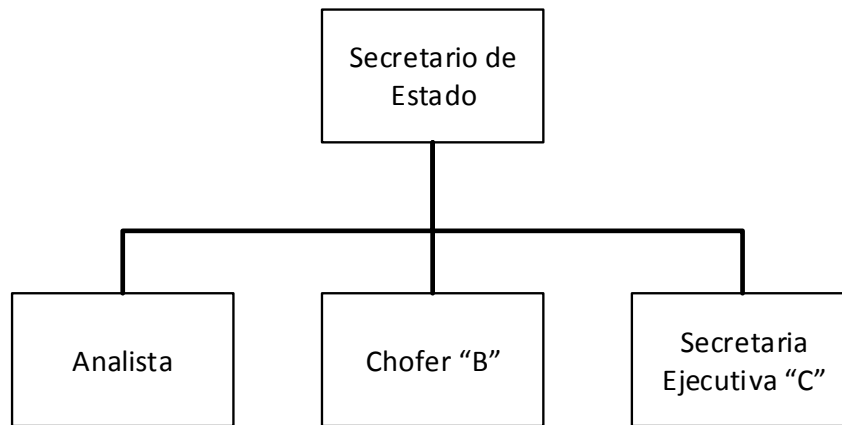 Secretario de
Estado
Analista
Chofer “B”
Secretaria
Ejecutiva “C”